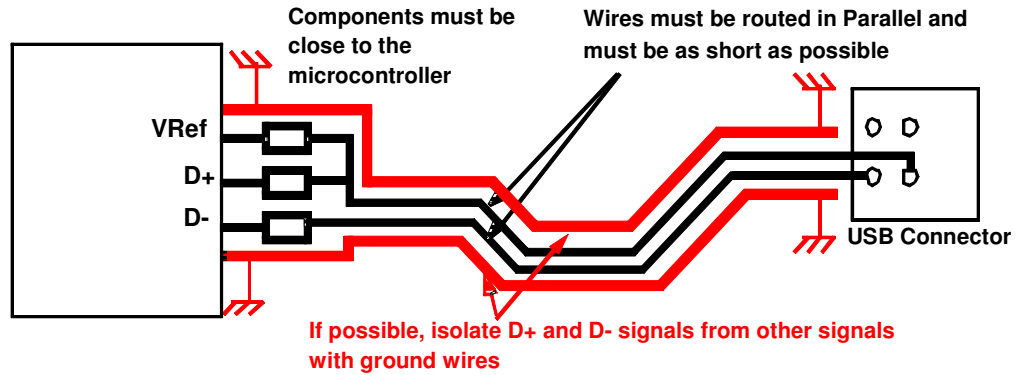 Components must be
close to the
microcontroller
Wires must be routed in Parallel and
must be as short as possible
VRef
D+
D-
USB Connector
If possible, isolate D+ and D- signals from other signals
with ground wires